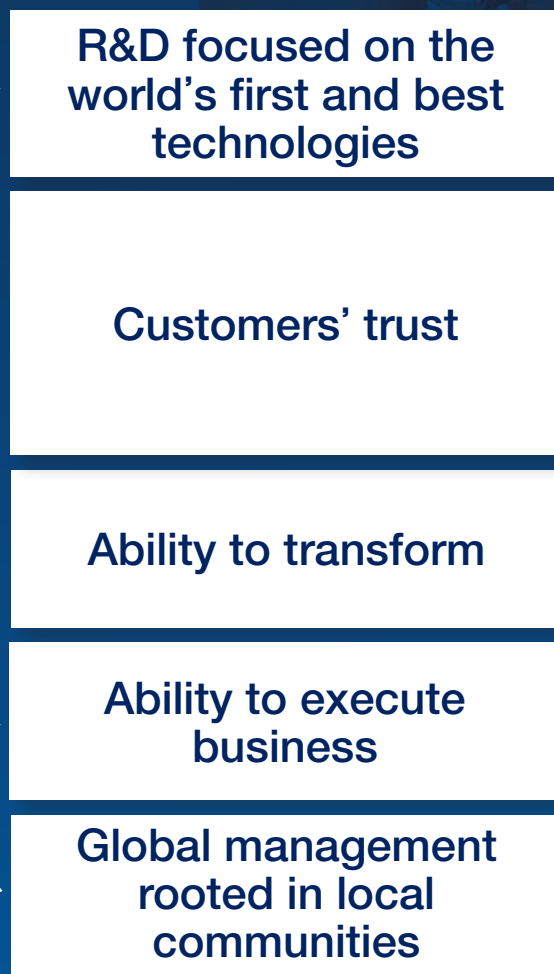 R&D focused on the
world’s first and best
technologies
Customers’ trust
Ability to transform
Ability to execute
business
Global management
rooted in local
communities